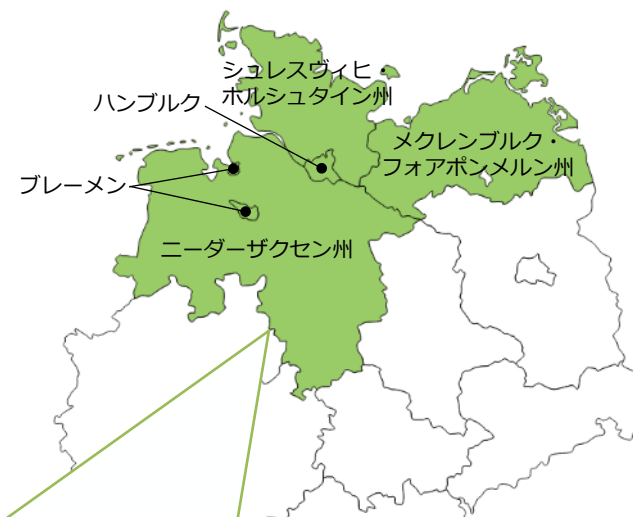 シュレスヴィヒ・
ホルシュタイン州
ハンブルク
メクレンブルク・
フォアポンメルン州
ブレーメン
ニーダーザクセン州